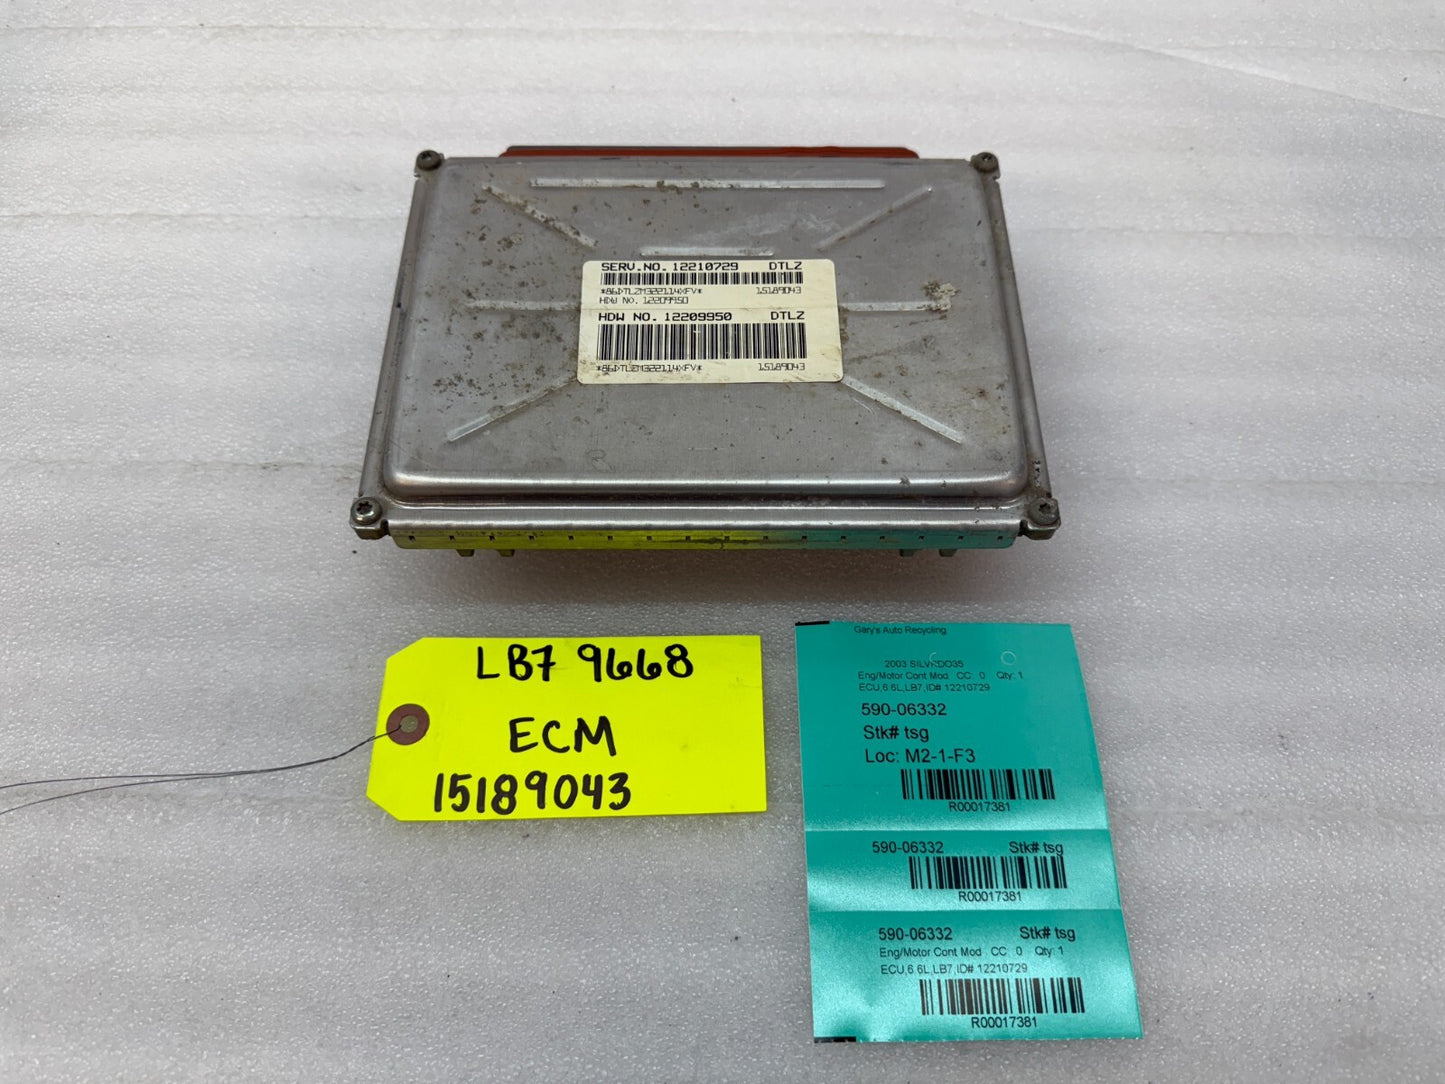 SERV.NO. 12210729 DTLZ
*86DTLZM322114XFV* 15189043
HDW NO. 12209950
HDW NO. 12209950 DTLZ
*86DTLZM322114XFV* 15189043
LB7 9668
ECM
15189043
Gary's Auto Recycling
2003 SILVRDO35
Eng/Motor Cont Mod CC: 0 Qty: 1
ECU,6.6L,LB7,ID# 12210729
590-06332
Stk# tsg
Loc: M2-1-F3
R00017381
590-06332 Stk# tsg
R00017381
590-06332 Stk# tsg
Eng/Motor Cont Mod CC 0 Qty: 1
ECU,6.6L,LB7,ID# 12210729
R00017381